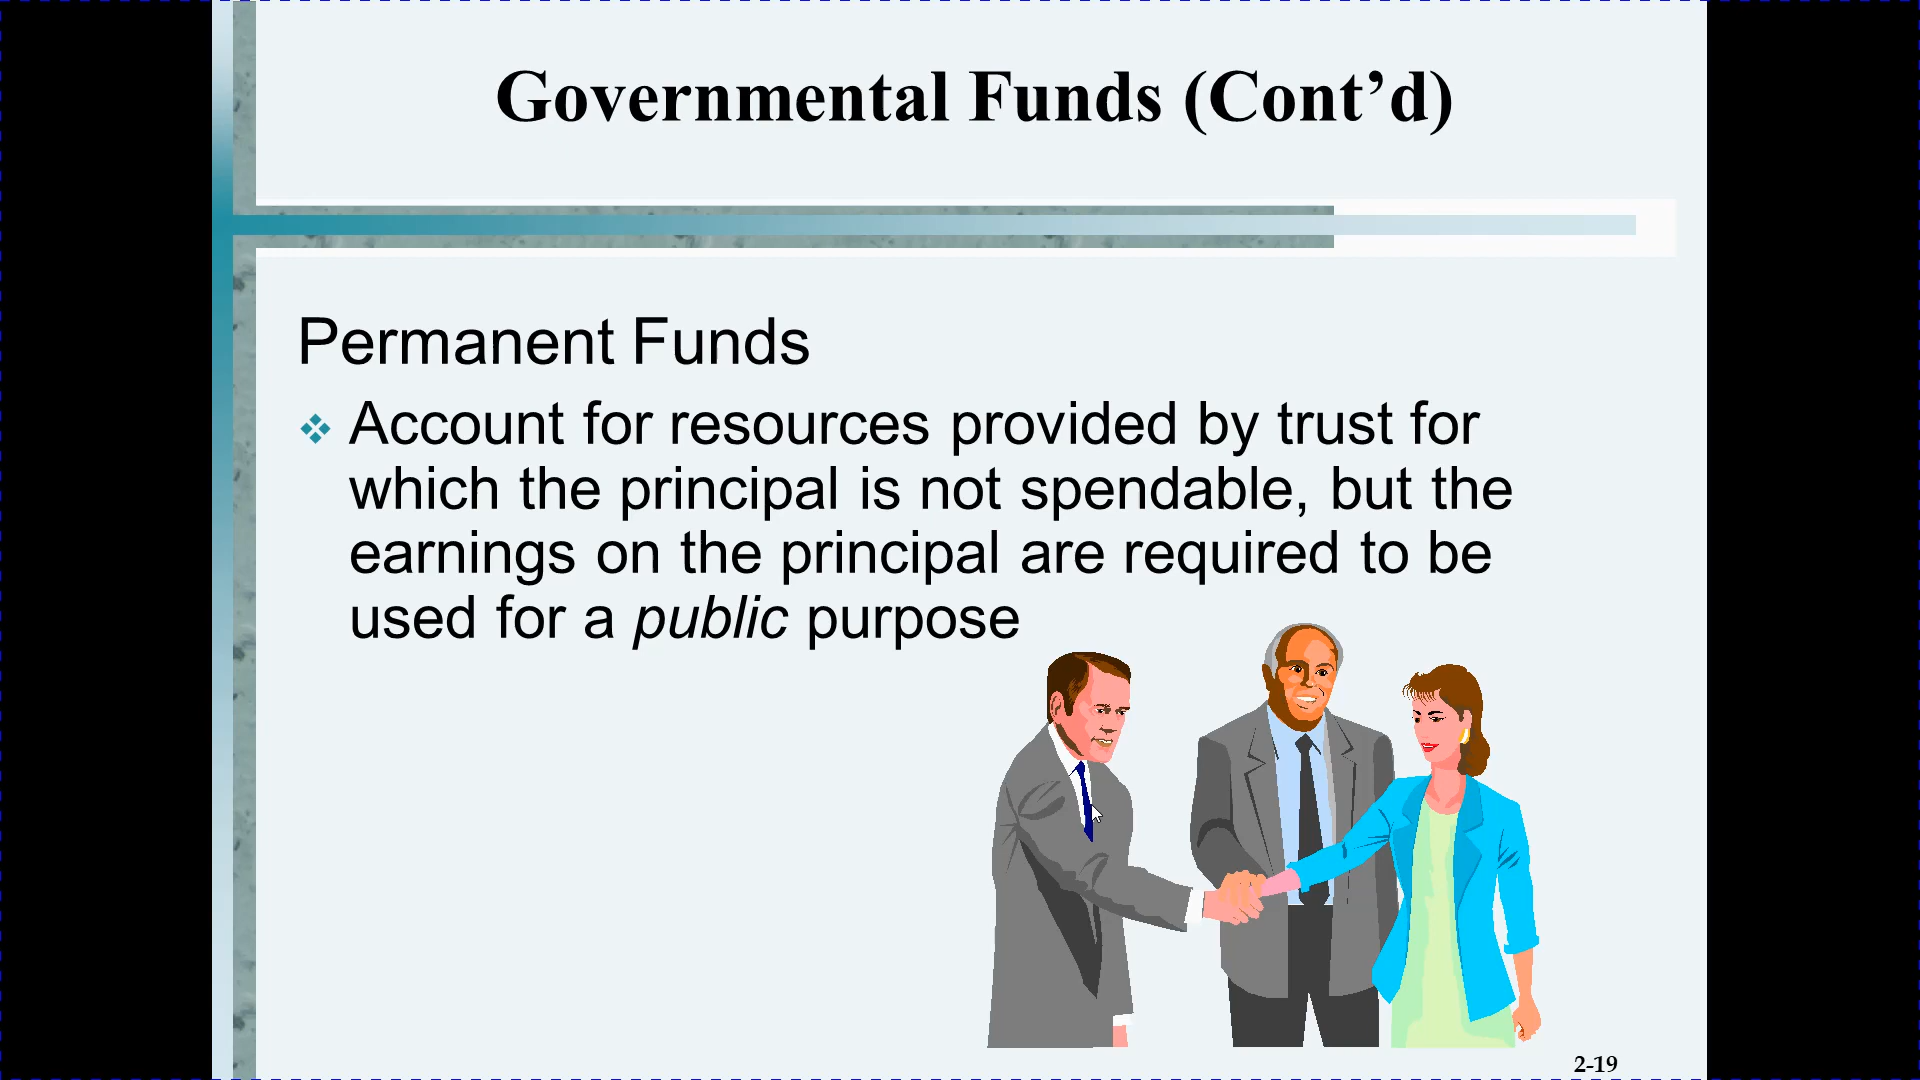 Governmental Funds (Cont’d)
Permanent Funds
Account for resources provided by trust for
which the principal is not spendable, but the
earnings on the principal are required to be
used for a public purpose
2-19